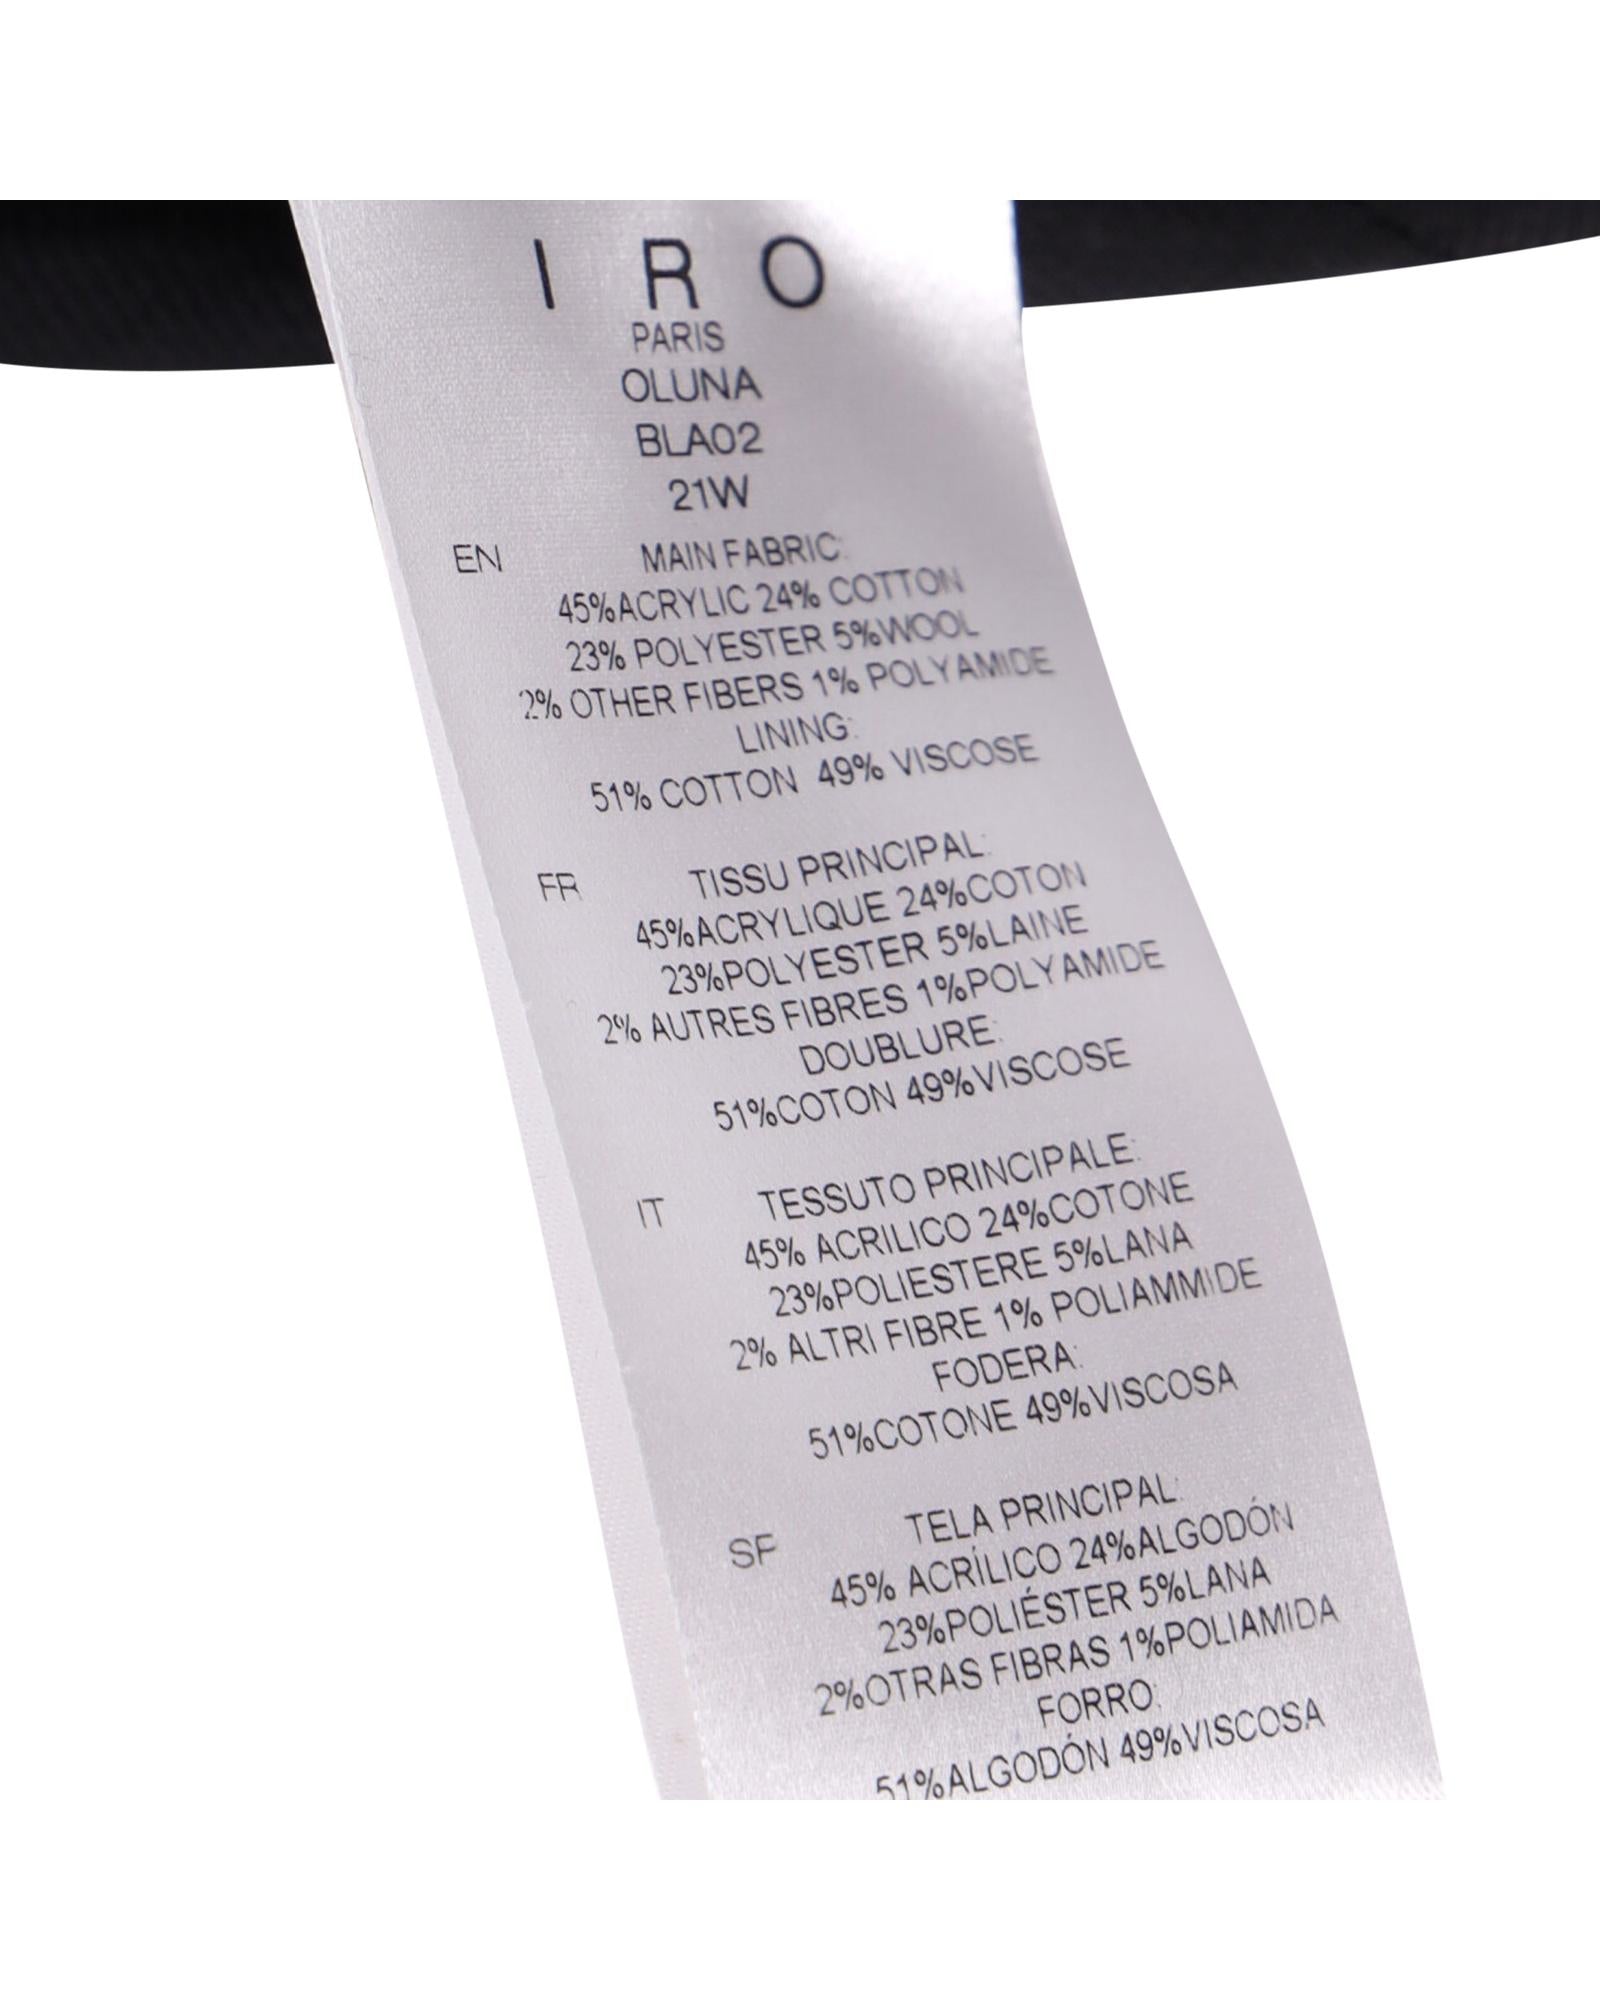 I R O
PARIS
OLUNA
BLA02
21W
EN MAIN FABRIC:
45%ACRYLIC 24% COTTON
23% POLYESTER 5%WOOL
2% OTHER FIBERS 1% POLYAMIDE
LINING:
51% COTTON 49% VISCOSE
FR TISSU PRINCIPAL:
45%ACRYLIQUE 24%COTON
23%POLYESTER 5%LAINE
2% AUTRES FIBRES 1%POLYAMIDE
DOUBLURE:
51%COTON 49%VISCOSE
IT TESSUTO PRINCIPALE:
45% ACRILICO 24%COTONE
23%POLIESTERE 5%LANA
2% ALTRI FIBRE 1% POLIAMMIDE
FODERA:
51%COTONE 49%VISCOSA
SP TELA PRINCIPAL:
45% ACRÍLICO 24%ALGODÓN
23%POLIÉSTER 5%LANA
2%OTRAS FIBRAS 1%POLIAMIDA
FORRO:
51%ALGODÓN 49%VISCOSA